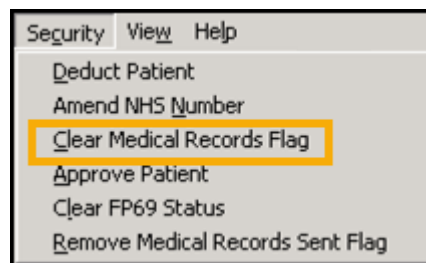 Security View Help
Deduct Patient
Amend NHS Number
Clear Medical Records Flag
Approve Patient
Clear FP69 Status
Remove Medical Records Sent Flag